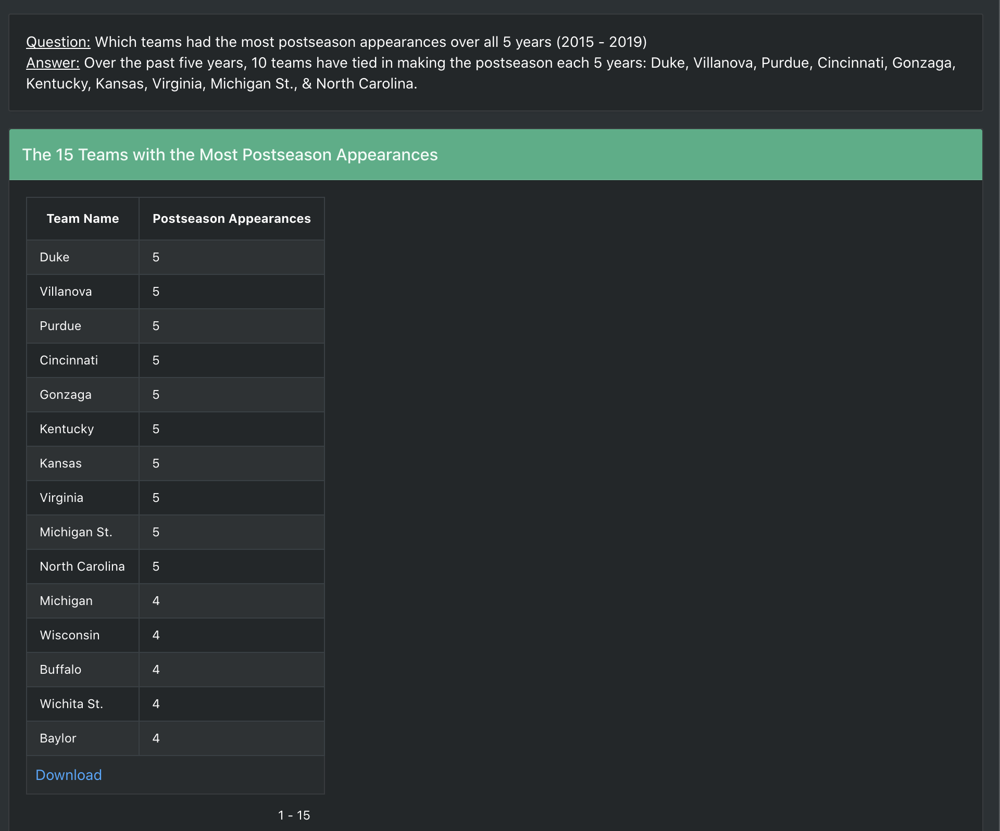 Question: Which teams had the most postseason appearances over all 5 years (2015 - 2019)
Answer: Over the past five years, 10 teams have tied in making the postseason each 5 years: Duke, Villanova, Purdue, Cincinnati, Gonzaga,
Kentucky, Kansas, Virginia, Michigan St., & North Carolina.
The 15 Teams with the Most Postseason Appearances
Team Name Postseason Appearances
Duke 5
Villanova 5
Purdue 5
Cincinnati 5
Gonzaga 5
Kentucky 5
Kansas 5
Virginia 5
Michigan St. 5
North Carolina 5
Michigan 4
Wisconsin 4
Buffalo 4
Wichita St. 4
Baylor 4
Download
1 - 15